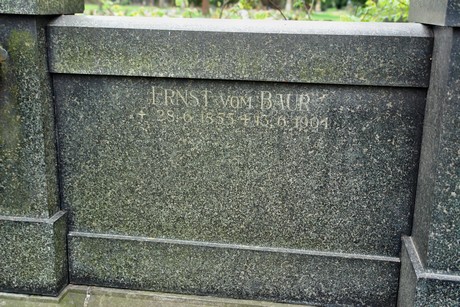 ERNST VOM BAUR
* 28.6.1855 + 15.6.1904